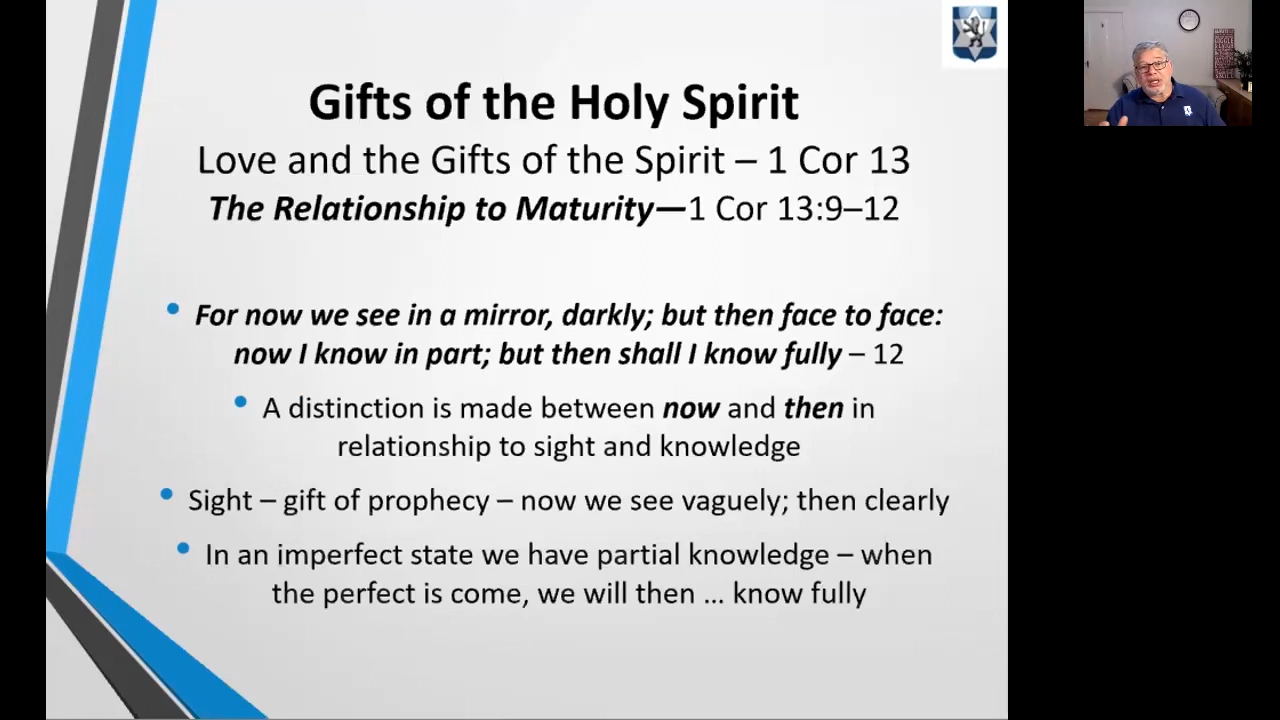 Gifts of the Holy Spirit
Love and the Gifts of the Spirit – 1 Cor 13
The Relationship to Maturity—1 Cor 13:9–12
• For now we see in a mirror, darkly; but then face to face:
now I know in part; but then shall I know fully – 12
• A distinction is made between now and then in
relationship to sight and knowledge
• Sight – gift of prophecy – now we see vaguely; then clearly
• In an imperfect state we have partial knowledge – when
the perfect is come, we will then ... know fully